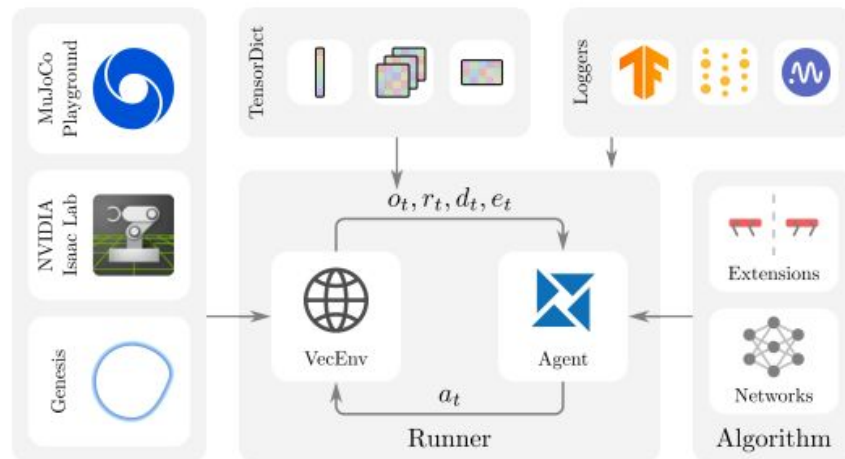 MuJoCo
Playground
NVIDIA
Isaac Lab
Genesis
TensorDict
Loggers
o_t, r_t, d_t, e_t
VecEnv
Agent
a_t
Runner
Extensions
Networks
Algorithm